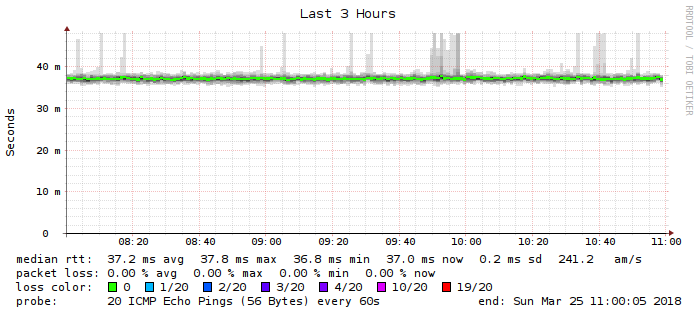 Last 3 Hours
RRDTOOL / TOBI OETIKER
Seconds
40 m
30 m
20 m
10 m
0
08:20 08:40 09:00 09:20 09:40 10:00 10:20 10:40 11:00
median rtt: 37.2 ms avg 37.8 ms max 36.8 ms min 37.0 ms now 0.2 ms sd 241.2 am/s
packet loss: 0.00 % avg 0.00 % max 0.00 % min 0.00 % now
loss color: 0 1/20 2/20 3/20 4/20 10/20 19/20
probe: 20 ICMP Echo Pings (56 Bytes) every 60s end: Sun Mar 25 11:00:05 2018